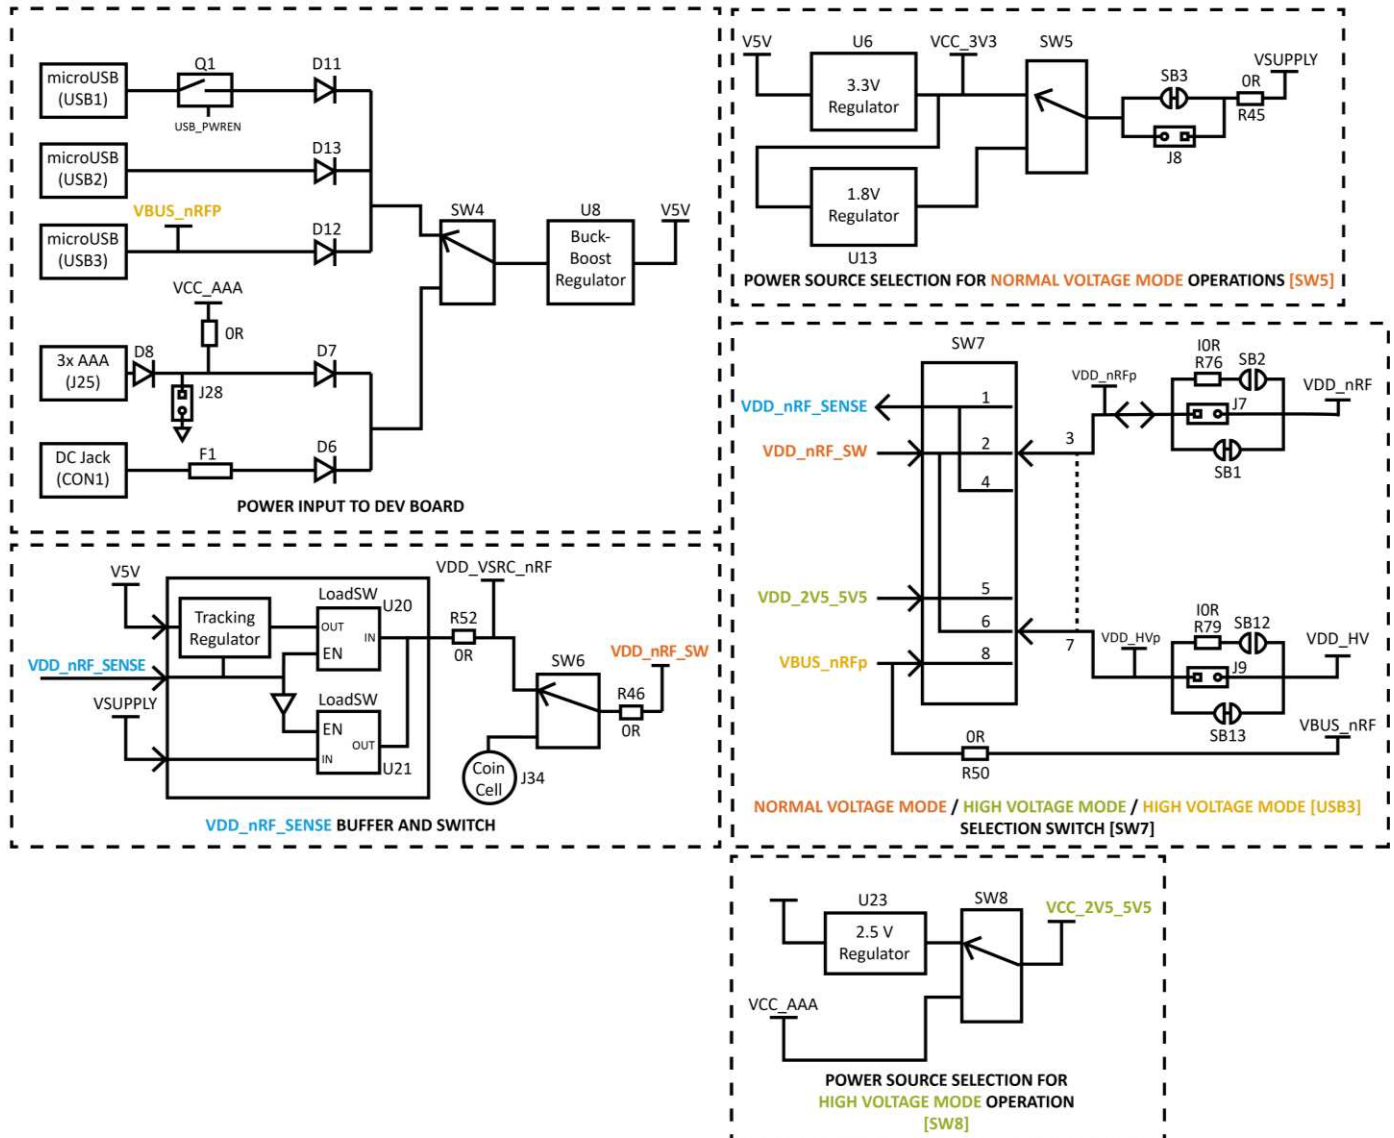 microUSB
(USB1)
Q1
USB_PWREN
D11
microUSB
(USB2)
D13
VBUS_nRFP
microUSB
(USB3)
D12
SW4
U8
Buck-
Boost
Regulator
V5V
VCC_AAA
0R
3x AAA
(J25)
D8
J28
D7
DC Jack
(CON1)
F1
D6
POWER INPUT TO DEV BOARD
V5V
U6
3.3V
Regulator
VCC_3V3
SW5
SB3
J8
0R
R45
VSUPPLY
1.8V
Regulator
U13
POWER SOURCE SELECTION FOR NORMAL VOLTAGE MODE OPERATIONS [SW5]
SW7
VDD_nRF_SENSE
1
VDD_nRF_SW
2
4
3
VDD_nRFp
I0R
R76
SB2
J7
SB1
VDD_nRF
VDD_2V5_5V5
5
6
VBUS_nRFp
8
7
VDD_HVp
I0R
R79
SB12
J9
SB13
VDD_HV
VBUS_nRF
0R
R50
NORMAL VOLTAGE MODE / HIGH VOLTAGE MODE / HIGH VOLTAGE MODE [USB3]
SELECTION SWITCH [SW7]
V5V
Tracking
Regulator
LoadSW
U20
OUT
IN
EN
VDD_nRF_SENSE
VSUPPLY
LoadSW
EN
OUT
IN
U21
R52
0R
VDD_VSRC_nRF
SW6
VDD_nRF_SW
R46
0R
Coin
Cell
J34
VDD_nRF_SENSE BUFFER AND SWITCH
U23
2.5 V
Regulator
SW8
VCC_2V5_5V5
VCC_AAA
POWER SOURCE SELECTION FOR
HIGH VOLTAGE MODE OPERATION
[SW8]